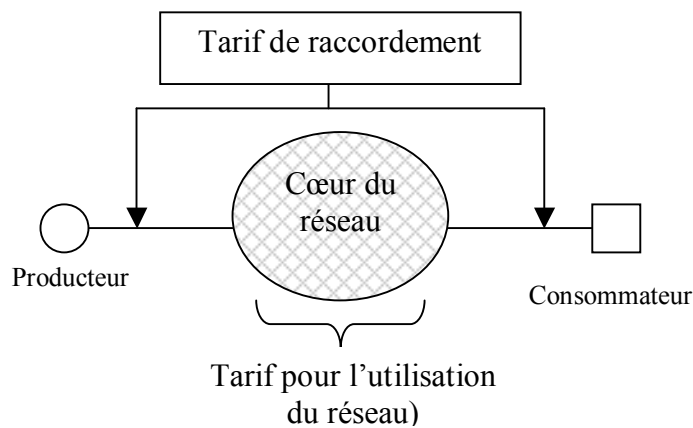 Tarif de raccordement
Cœur du
réseau
Producteur
Consommateur
Tarif pour l’utilisation
du réseau)